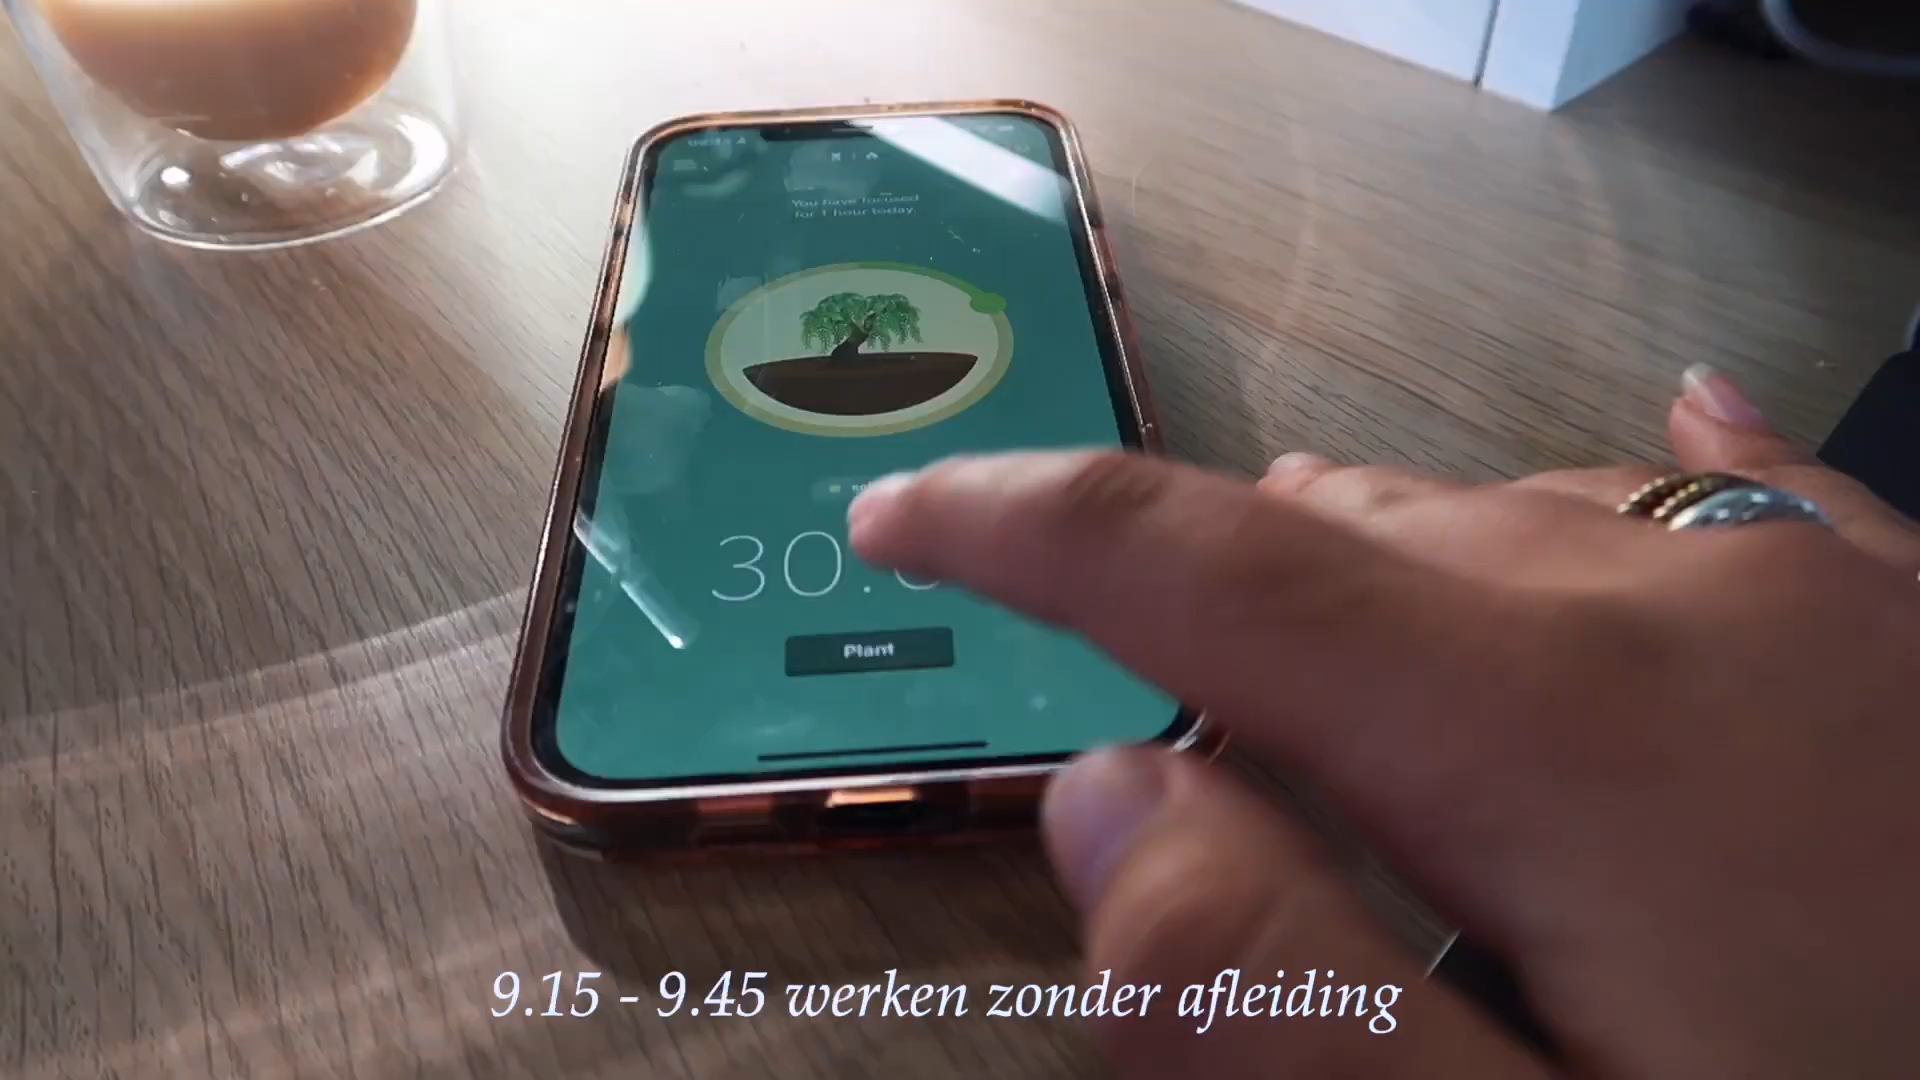 You have focused
for 1 hour today.
30:
Plant
9.15 - 9.45 werken zonder afleiding